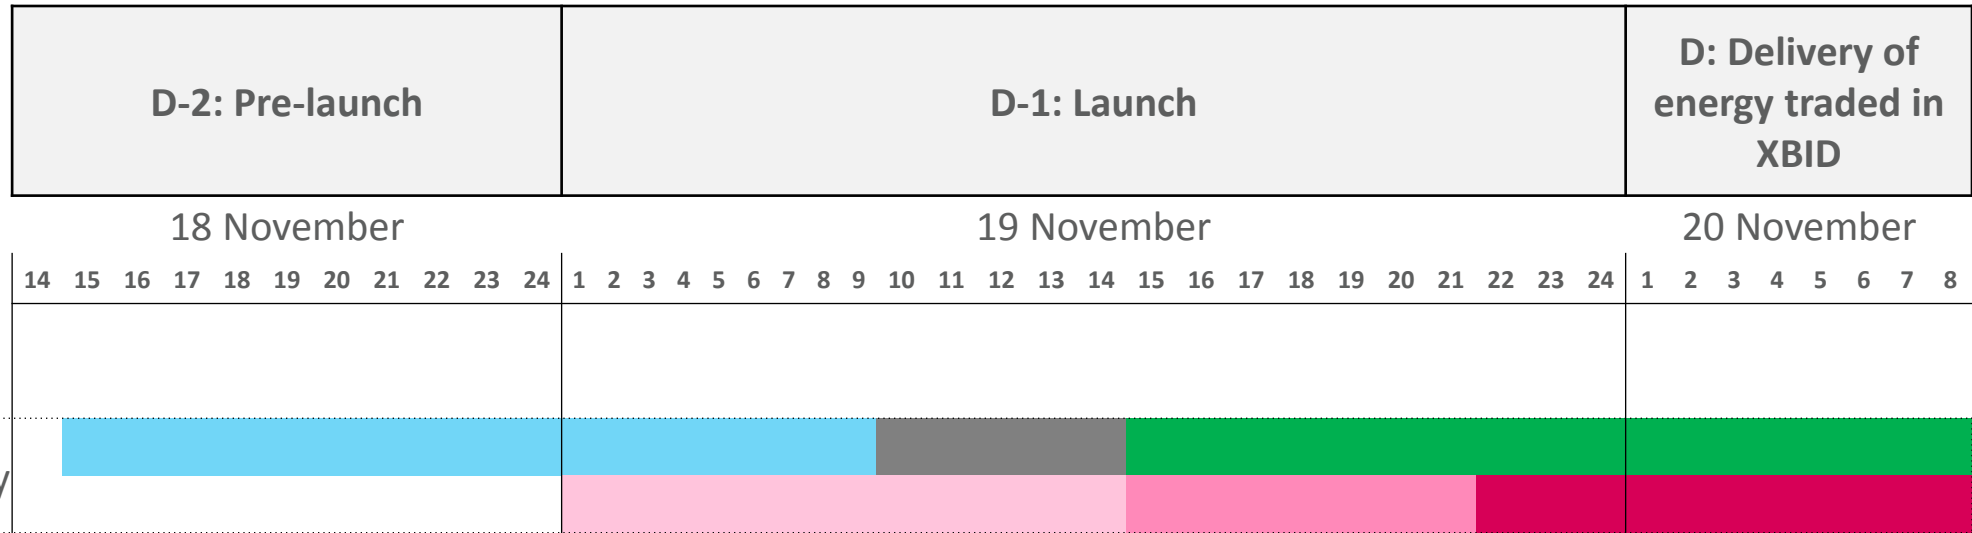 D-2: Pre-launch
D-1: Launch
D: Delivery of
energy traded in
XBID
18 November
19 November
20 November
14 15 16 17 18 19 20 21 22 23 24 1 2 3 4 5 6 7 8 9 10 11 12 13 14 15 16 17 18 19 20 21 22 23 24 1 2 3 4 5 6 7 8